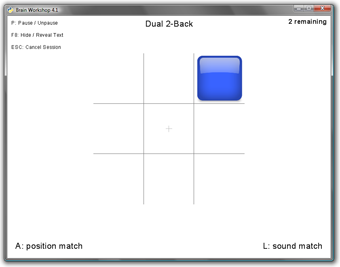 Brain Workshop 4.1
P: Pause / Unpause
Dual 2-Back
2 remaining
F8: Hide / Reveal Text
ESC: Cancel Session
A: position match
L: sound match